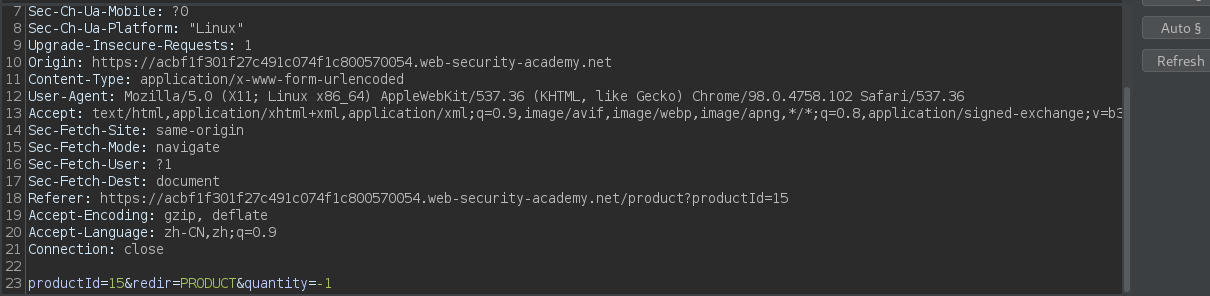 7 Sec-Ch-Ua-Mobile: ?0
8 Sec-Ch-Ua-Platform: "Linux"
9 Upgrade-Insecure-Requests: 1
10 Origin: https://acbf1f301f27c491c074f1c800570054.web-security-academy.net
11 Content-Type: application/x-www-form-urlencoded
12 User-Agent: Mozilla/5.0 (X11; Linux x86_64) AppleWebKit/537.36 (KHTML, like Gecko) Chrome/98.0.4758.102 Safari/537.36
13 Accept: text/html,application/xhtml+xml,application/xml;q=0.9,image/avif,image/webp,image/apng,*/*;q=0.8,application/signed-exchange;v=b3
14 Sec-Fetch-Site: same-origin
15 Sec-Fetch-Mode: navigate
16 Sec-Fetch-User: ?1
17 Sec-Fetch-Dest: document
18 Referer: https://acbf1f301f27c491c074f1c800570054.web-security-academy.net/product?productId=15
19 Accept-Encoding: gzip, deflate
20 Accept-Language: zh-CN,zh;q=0.9
21 Connection: close
22
23 productId=15&redir=PRODUCT&quantity=-1
Auto §
Refresh